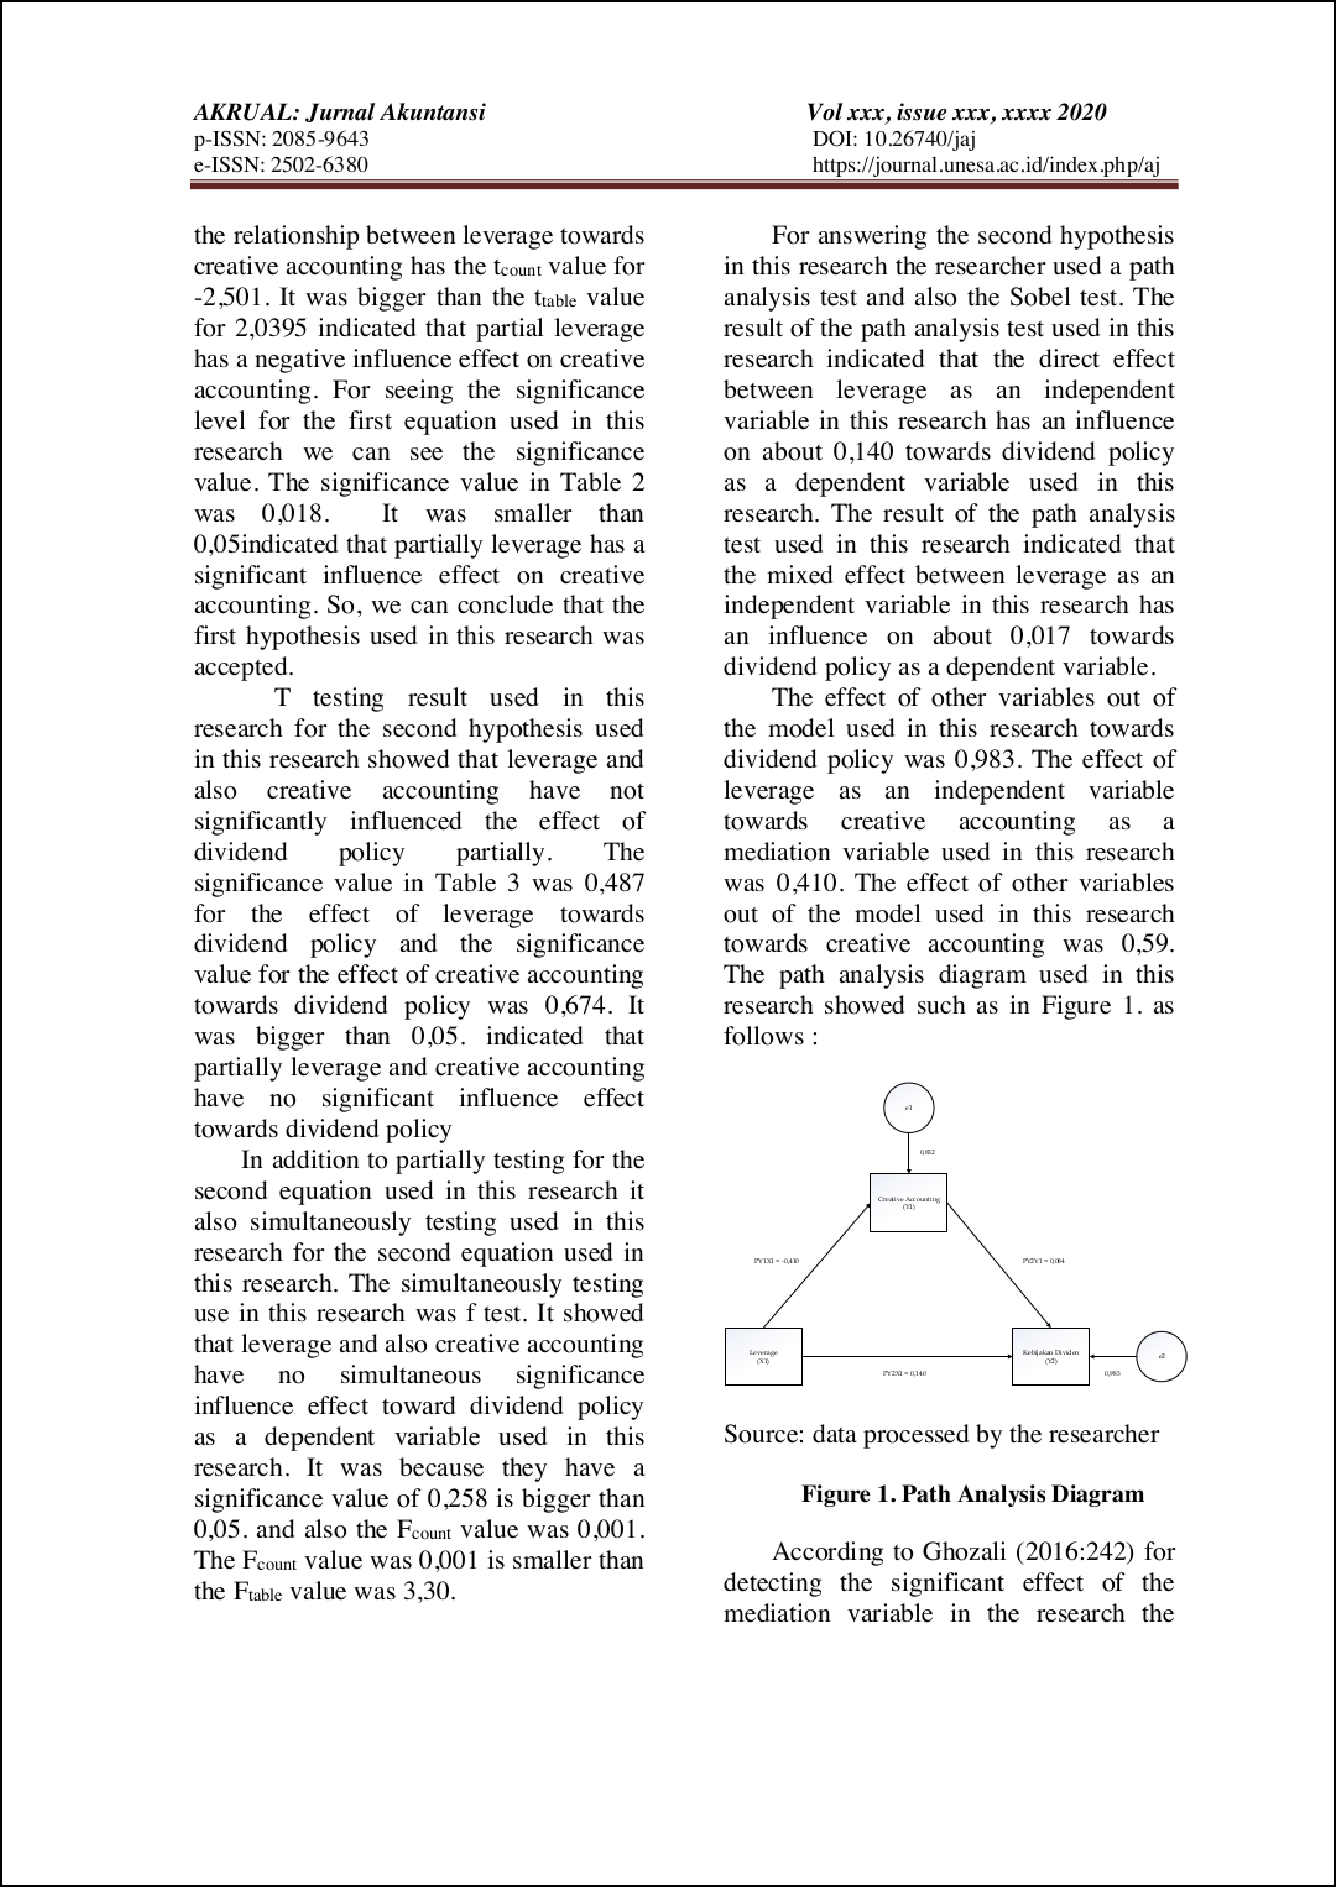 AKRUAL: Jurnal Akuntansi
p-ISSN: 2085-9643
e-ISSN: 2502-6380
Vol xxx, issue xxx, xxxx 2020
DOI: 10.26740/jaj
https://journal.unesa.ac.id/index.php/aj
the relationship between leverage towards
creative accounting has the tcount value for
-2,501. It was bigger than the ttable value
for 2,0395 indicated that partial leverage
has a negative influence effect on creative
accounting. For seeing the significance
level for the first equation used in this
research we can see the significance
value. The significance value in Table 2
was 0,018. It was smaller than
0,05indicated that partially leverage has a
significant influence effect on creative
accounting. So, we can conclude that the
first hypothesis used in this research was
accepted.
T testing result used in this
research for the second hypothesis used
in this research showed that leverage and
also creative accounting have not
significantly influenced the effect of
dividend policy partially. The
significance value in Table 3 was 0,487
for the effect of leverage towards
dividend policy and the significance
value for the effect of creative accounting
towards dividend policy was 0,674. It
was bigger than 0,05. indicated that
partially leverage and creative accounting
have no significant influence effect
towards dividend policy
In addition to partially testing for the
second equation used in this research it
also simultaneously testing used in this
research for the second equation used in
this research. The simultaneously testing
use in this research was f test. It showed
that leverage and also creative accounting
have no simultaneous significance
influence effect toward dividend policy
as a dependent variable used in this
research. It was because they have a
significance value of 0,258 is bigger than
0,05. and also the Fcount value was 0,001.
The Fcount value was 0,001 is smaller than
the Ftable value was 3,30.
For answering the second hypothesis
in this research the researcher used a path
analysis test and also the Sobel test. The
result of the path analysis test used in this
research indicated that the direct effect
between leverage as an independent
variable in this research has an influence
on about 0,140 towards dividend policy
as a dependent variable used in this
research. The result of the path analysis
test used in this research indicated that
the mixed effect between leverage as an
independent variable in this research has
an influence on about 0,017 towards
dividend policy as a dependent variable.
The effect of other variables out of
the model used in this research towards
dividend policy was 0,983. The effect of
leverage as an independent variable
towards creative accounting as a
mediation variable used in this research
was 0,410. The effect of other variables
out of the model used in this research
towards creative accounting was 0,59.
The path analysis diagram used in this
research showed such as in Figure 1. as
follows :
e1
Creative Accounting
(Y1)
PY1X1 = -0,410
Leverage
(X1)
PY2X1 = 0,140
Kebijakan Dividen
(Y2)
e2
0,983
Source: data processed by the researcher
Figure 1. Path Analysis Diagram
According to Ghozali (2016:242) for
detecting the significant effect of the
mediation variable in the research the